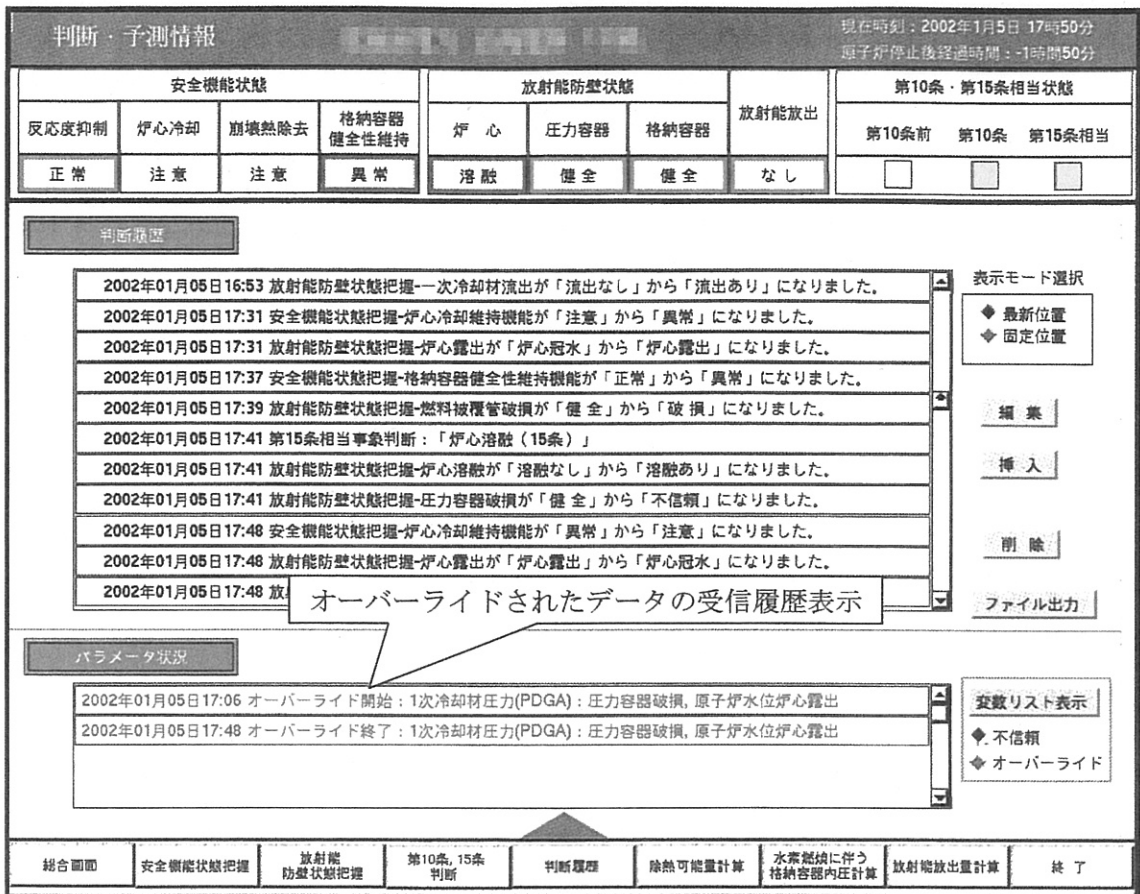 判断・予測情報
現在時刻：2002年1月5日 17時50分
原子炉停止後経過時間：-1時間50分
安全機能状態
放射能防壁状態
放射能放出
第10条・第15条相当状態
反応度抑制
炉心冷却
崩壊熱除去
格納容器
健全性維持
炉 心
圧力容器
格納容器
第10条前
第10条
第15条相当
正 常
注 意
注 意
異 常
溶 融
健 全
健 全
な し
判断履歴
2002年01月05日16:53 放射能防壁状態把握-一次冷却材流出が「流出なし」から「流出あり」になりました。
2002年01月05日17:31 安全機能状態把握-炉心冷却維持機能が「注意」から「異常」になりました。
2002年01月05日17:31 放射能防壁状態把握-炉心露出が「炉心冠水」から「炉心露出」になりました。
2002年01月05日17:37 安全機能状態把握-格納容器健全性維持機能が「正常」から「異常」になりました。
2002年01月05日17:39 放射能防壁状態把握-燃料被覆管破損が「健 全」から「破 損」になりました。
2002年01月05日17:41 第15条相当事象判断：「炉心溶融（15条）」
2002年01月05日17:41 放射能防壁状態把握-炉心溶融が「溶融なし」から「溶融あり」になりました。
2002年01月05日17:41 放射能防壁状態把握-圧力容器破損が「健 全」から「不信頼」になりました。
2002年01月05日17:48 安全機能状態把握-炉心冷却維持機能が「異常」から「注意」になりました。
2002年01月05日17:48 放射能防壁状態把握-炉心露出が「炉心露出」から「炉心冠水」になりました。
2002年01月05日17:48 放
表示モード選択
最新位置
固定位置
編 集
挿 入
削 除
ファイル出力
オーバーライドされたデータの受信履歴表示
パラメータ状況
2002年01月05日17:06 オーバーライド開始：1次冷却材圧力(PDGA)：圧力容器破損, 原子炉水位炉心露出
2002年01月05日17:48 オーバーライド終了：1次冷却材圧力(PDGA)：圧力容器破損, 原子炉水位炉心露出
変数リスト表示
不信頼
オーバーライド
総合画面
安全機能状態把握
放射能
防壁状態把握
第10条, 15条
判断
判断履歴
除熱可能量計算
水素燃焼に伴う
格納容器内圧計算
放射能放出量計算
終 了